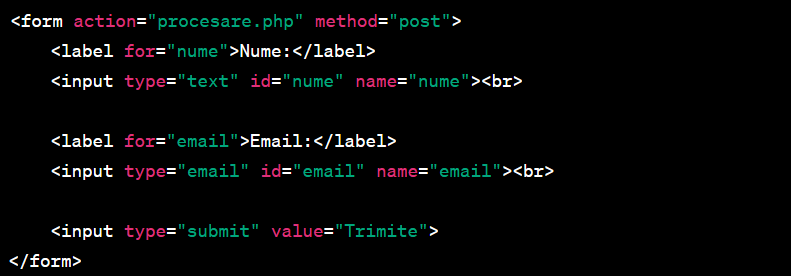 <form action="procesare.php" method="post">
<label for="nume">Nume:</label>
<input type="text" id="nume" name="nume"><br>
<label for="email">Email:</label>
<input type="email" id="email" name="email"><br>
<input type="submit" value="Trimite">
</form>